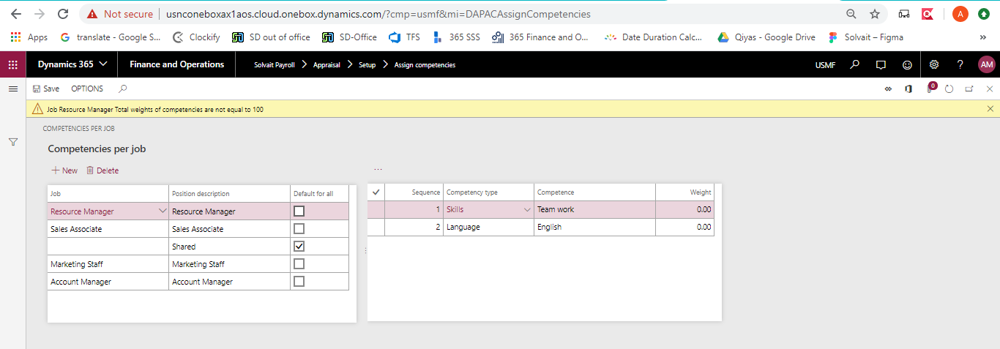 Not secure | usnconeboxax1aos.cloud.onebox.dynamics.com/?cmp=usmf&mi=DAPACAssignCompetencies A
Apps translate - Google S... Clockify SD out of office SD-Office TFS 365 SSS 365 Finance and O... Date Duration Calc... Qiyas - Google Drive Solvait – Figma »
Dynamics 365 Finance and Operations Solvait Payroll > Appraisal > Setup > Assign competencies USMF ? AM
Save OPTIONS 0
Job Resource Manager Total weights of competencies are not equal to 100
COMPETENCIES PER JOB
Competencies per job
+ New Delete ...
Job Position description Default for all Sequence Competency type Competence Weight
Resource Manager Resource Manager 1 Skills Team work 0.00
Sales Associate Sales Associate 2 Language English 0.00
Shared
Marketing Staff Marketing Staff
Account Manager Account Manager